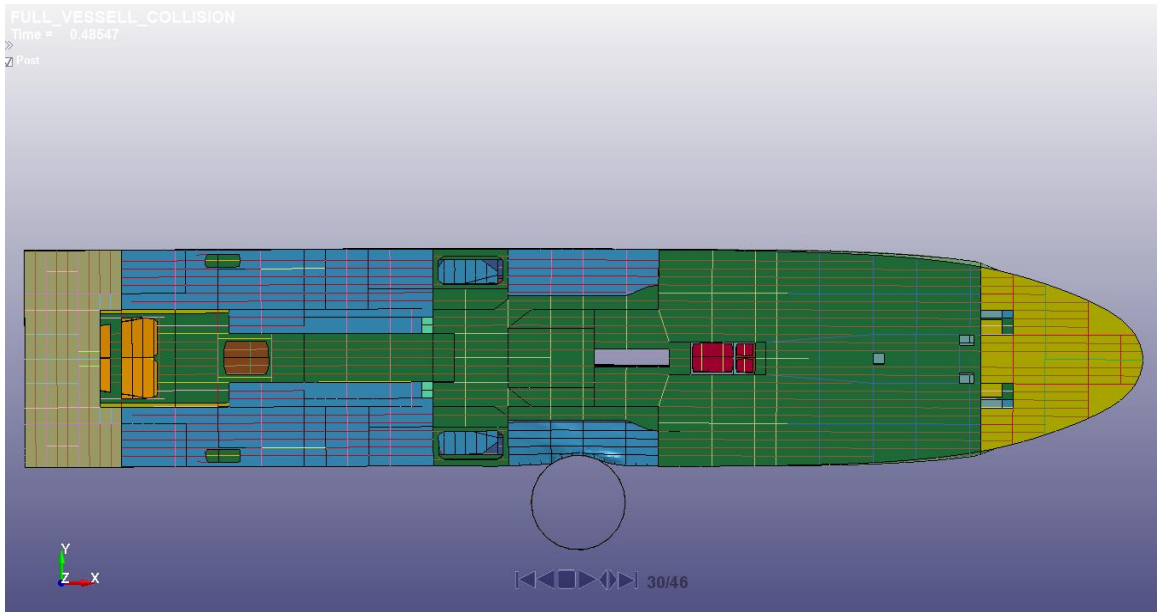 FULL_VESSELL_COLLISION
Time = 0.48547
Post
Y
Z X
30/46